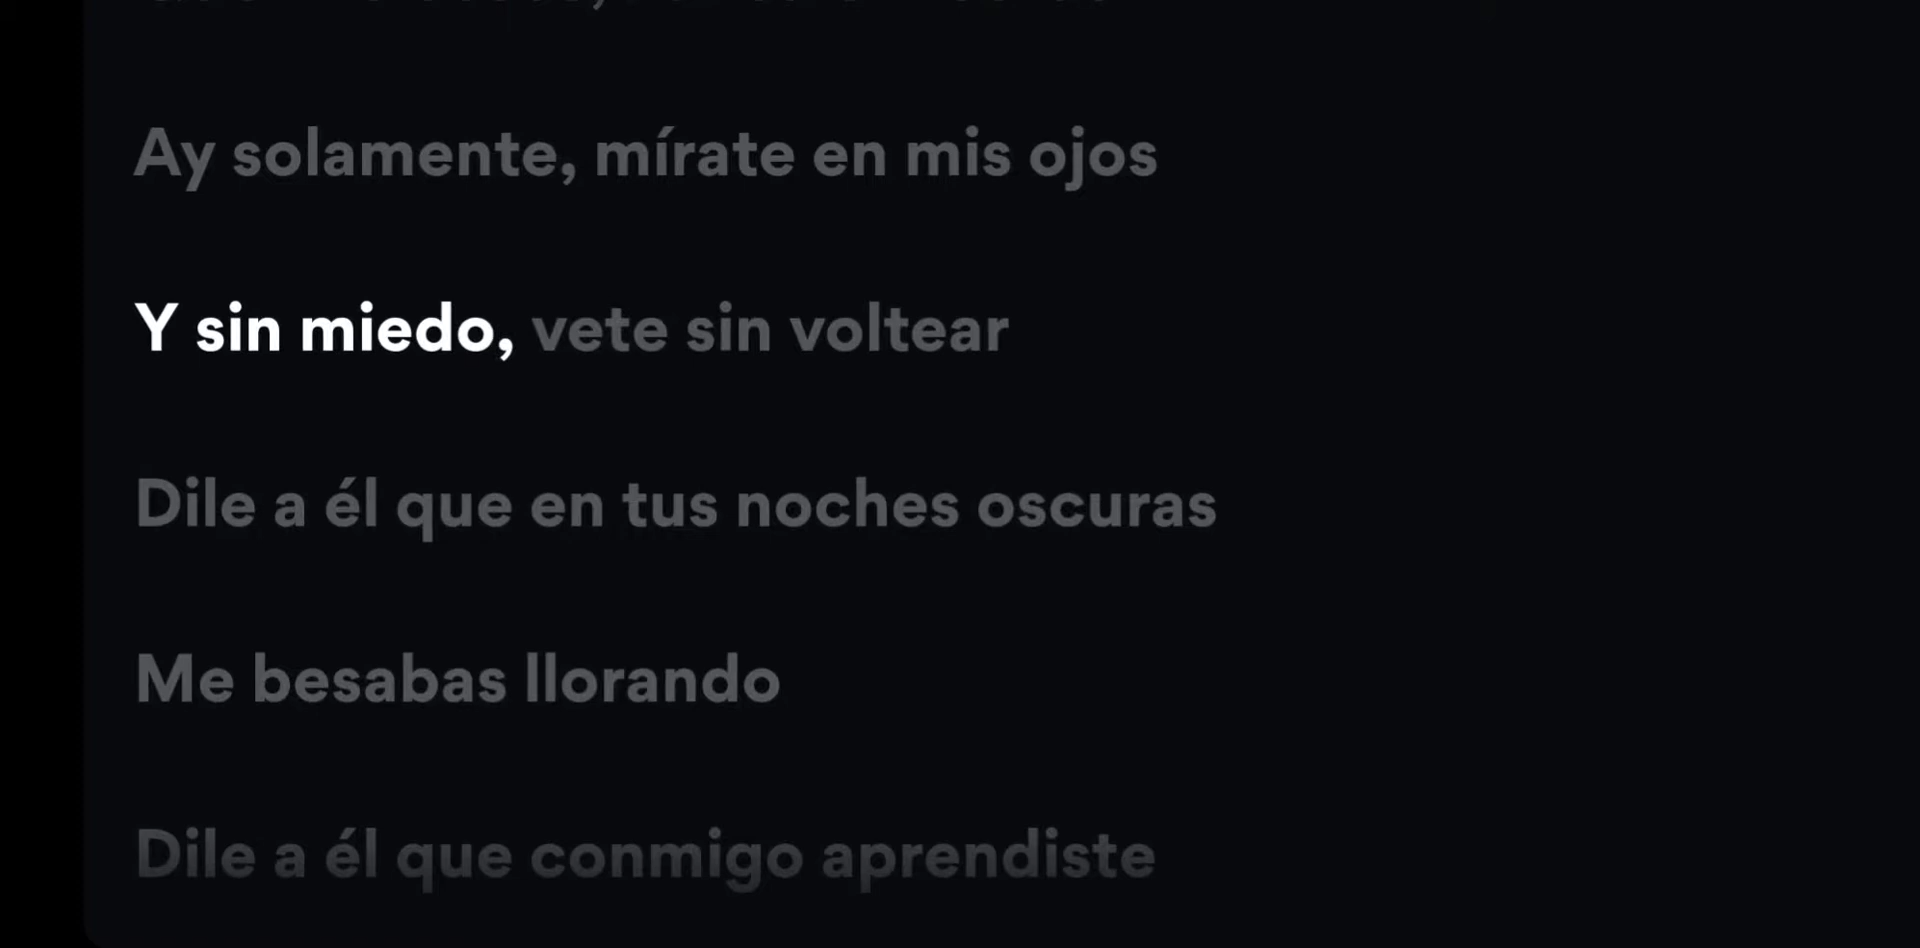 Ay solamente, mírate en mis ojos
Y sin miedo, vete sin voltear
Dile a él que en tus noches oscuras
Me besabas llorando
Dile a él que conmigo aprendiste